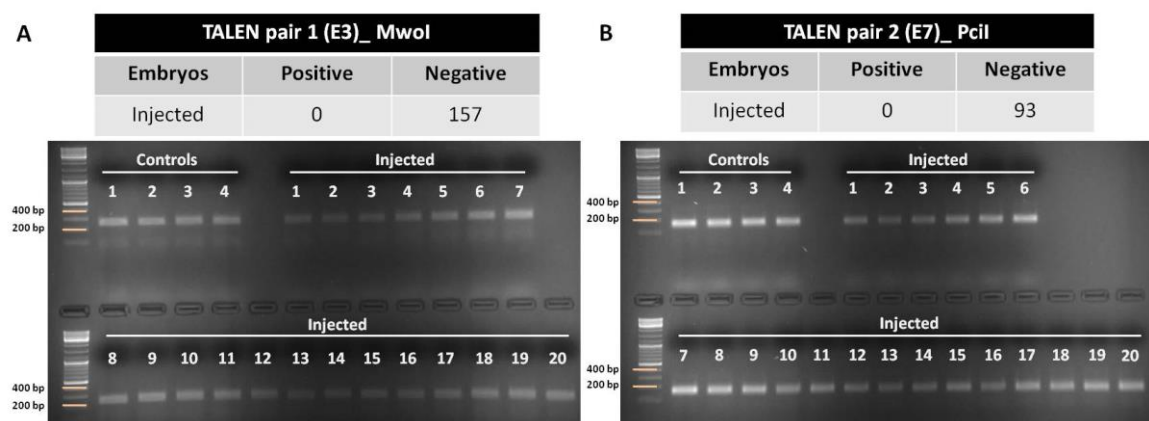 A
TALEN pair 1 (E3)_ MwoI
Embryos Positive Negative
Injected 0 157
Controls Injected
1 2 3 4 1 2 3 4 5 6 7
400 bp
200 bp
Injected
8 9 10 11 12 13 14 15 16 17 18 19 20
400 bp
200 bp
B
TALEN pair 2 (E7)_ PciI
Embryos Positive Negative
Injected 0 93
Controls Injected
1 2 3 4 1 2 3 4 5 6
400 bp
200 bp
Injected
7 8 9 10 11 12 13 14 15 16 17 18 19 20
400 bp
200 bp